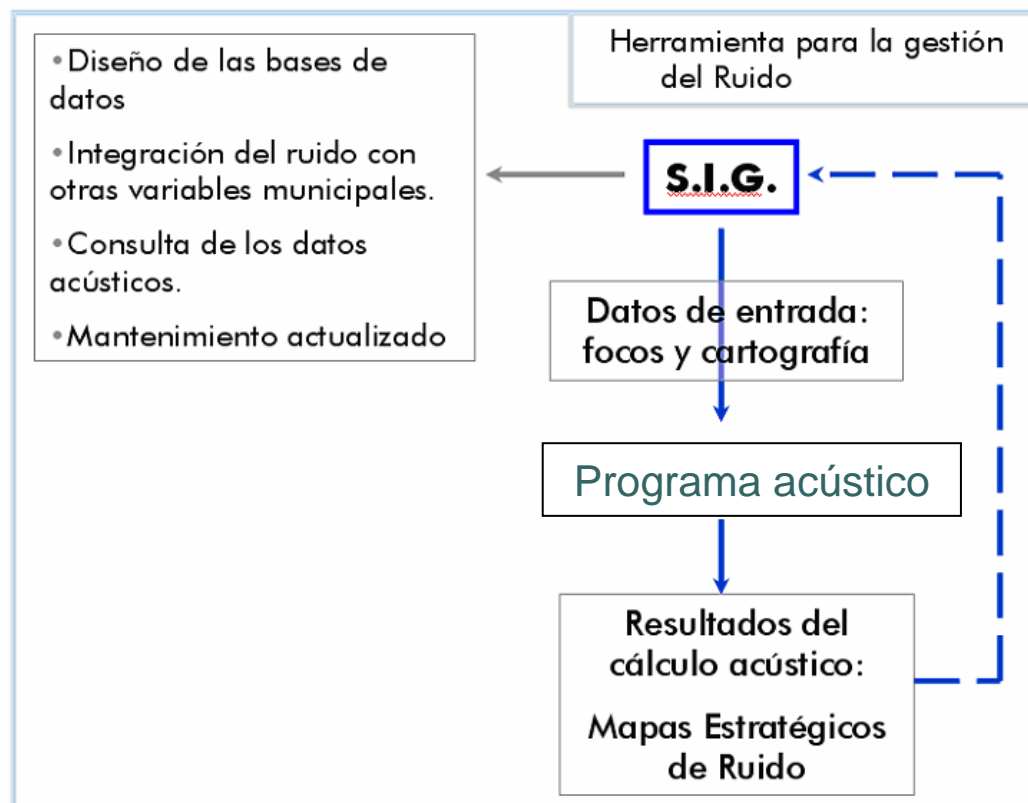 •Diseño de las bases de
datos
•Integración del ruido con
otras variables municipales.
•Consulta de los datos
acústicos.
•Mantenimiento actualizado
Herramienta para la gestión
del Ruido
S.I.G.
Datos de entrada:
focos y cartografía
Programa acústico
Resultados del
cálculo acústico:
Mapas Estratégicos
de Ruido